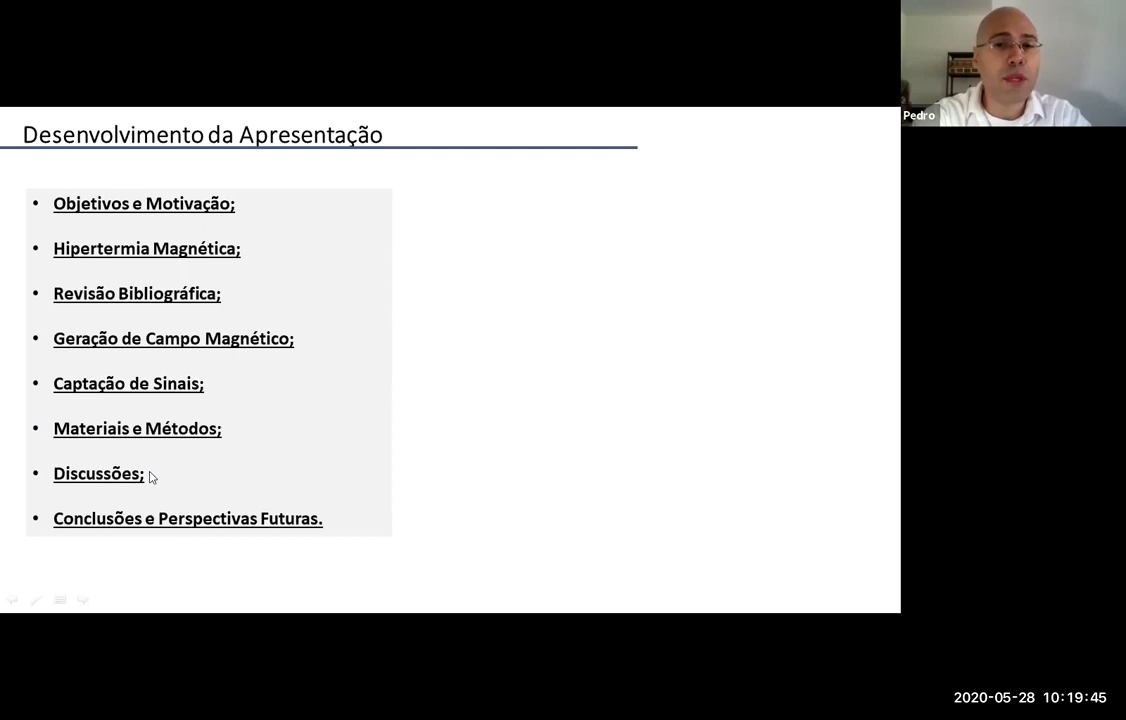 Pedro
Desenvolvimento da Apresentação
• Objetivos e Motivação;
• Hipertermia Magnética;
• Revisão Bibliográfica;
• Geração de Campo Magnético;
• Captação de Sinais;
• Materiais e Métodos;
• Discussões;
• Conclusões e Perspectivas Futuras.
2020-05-28 10:19:45